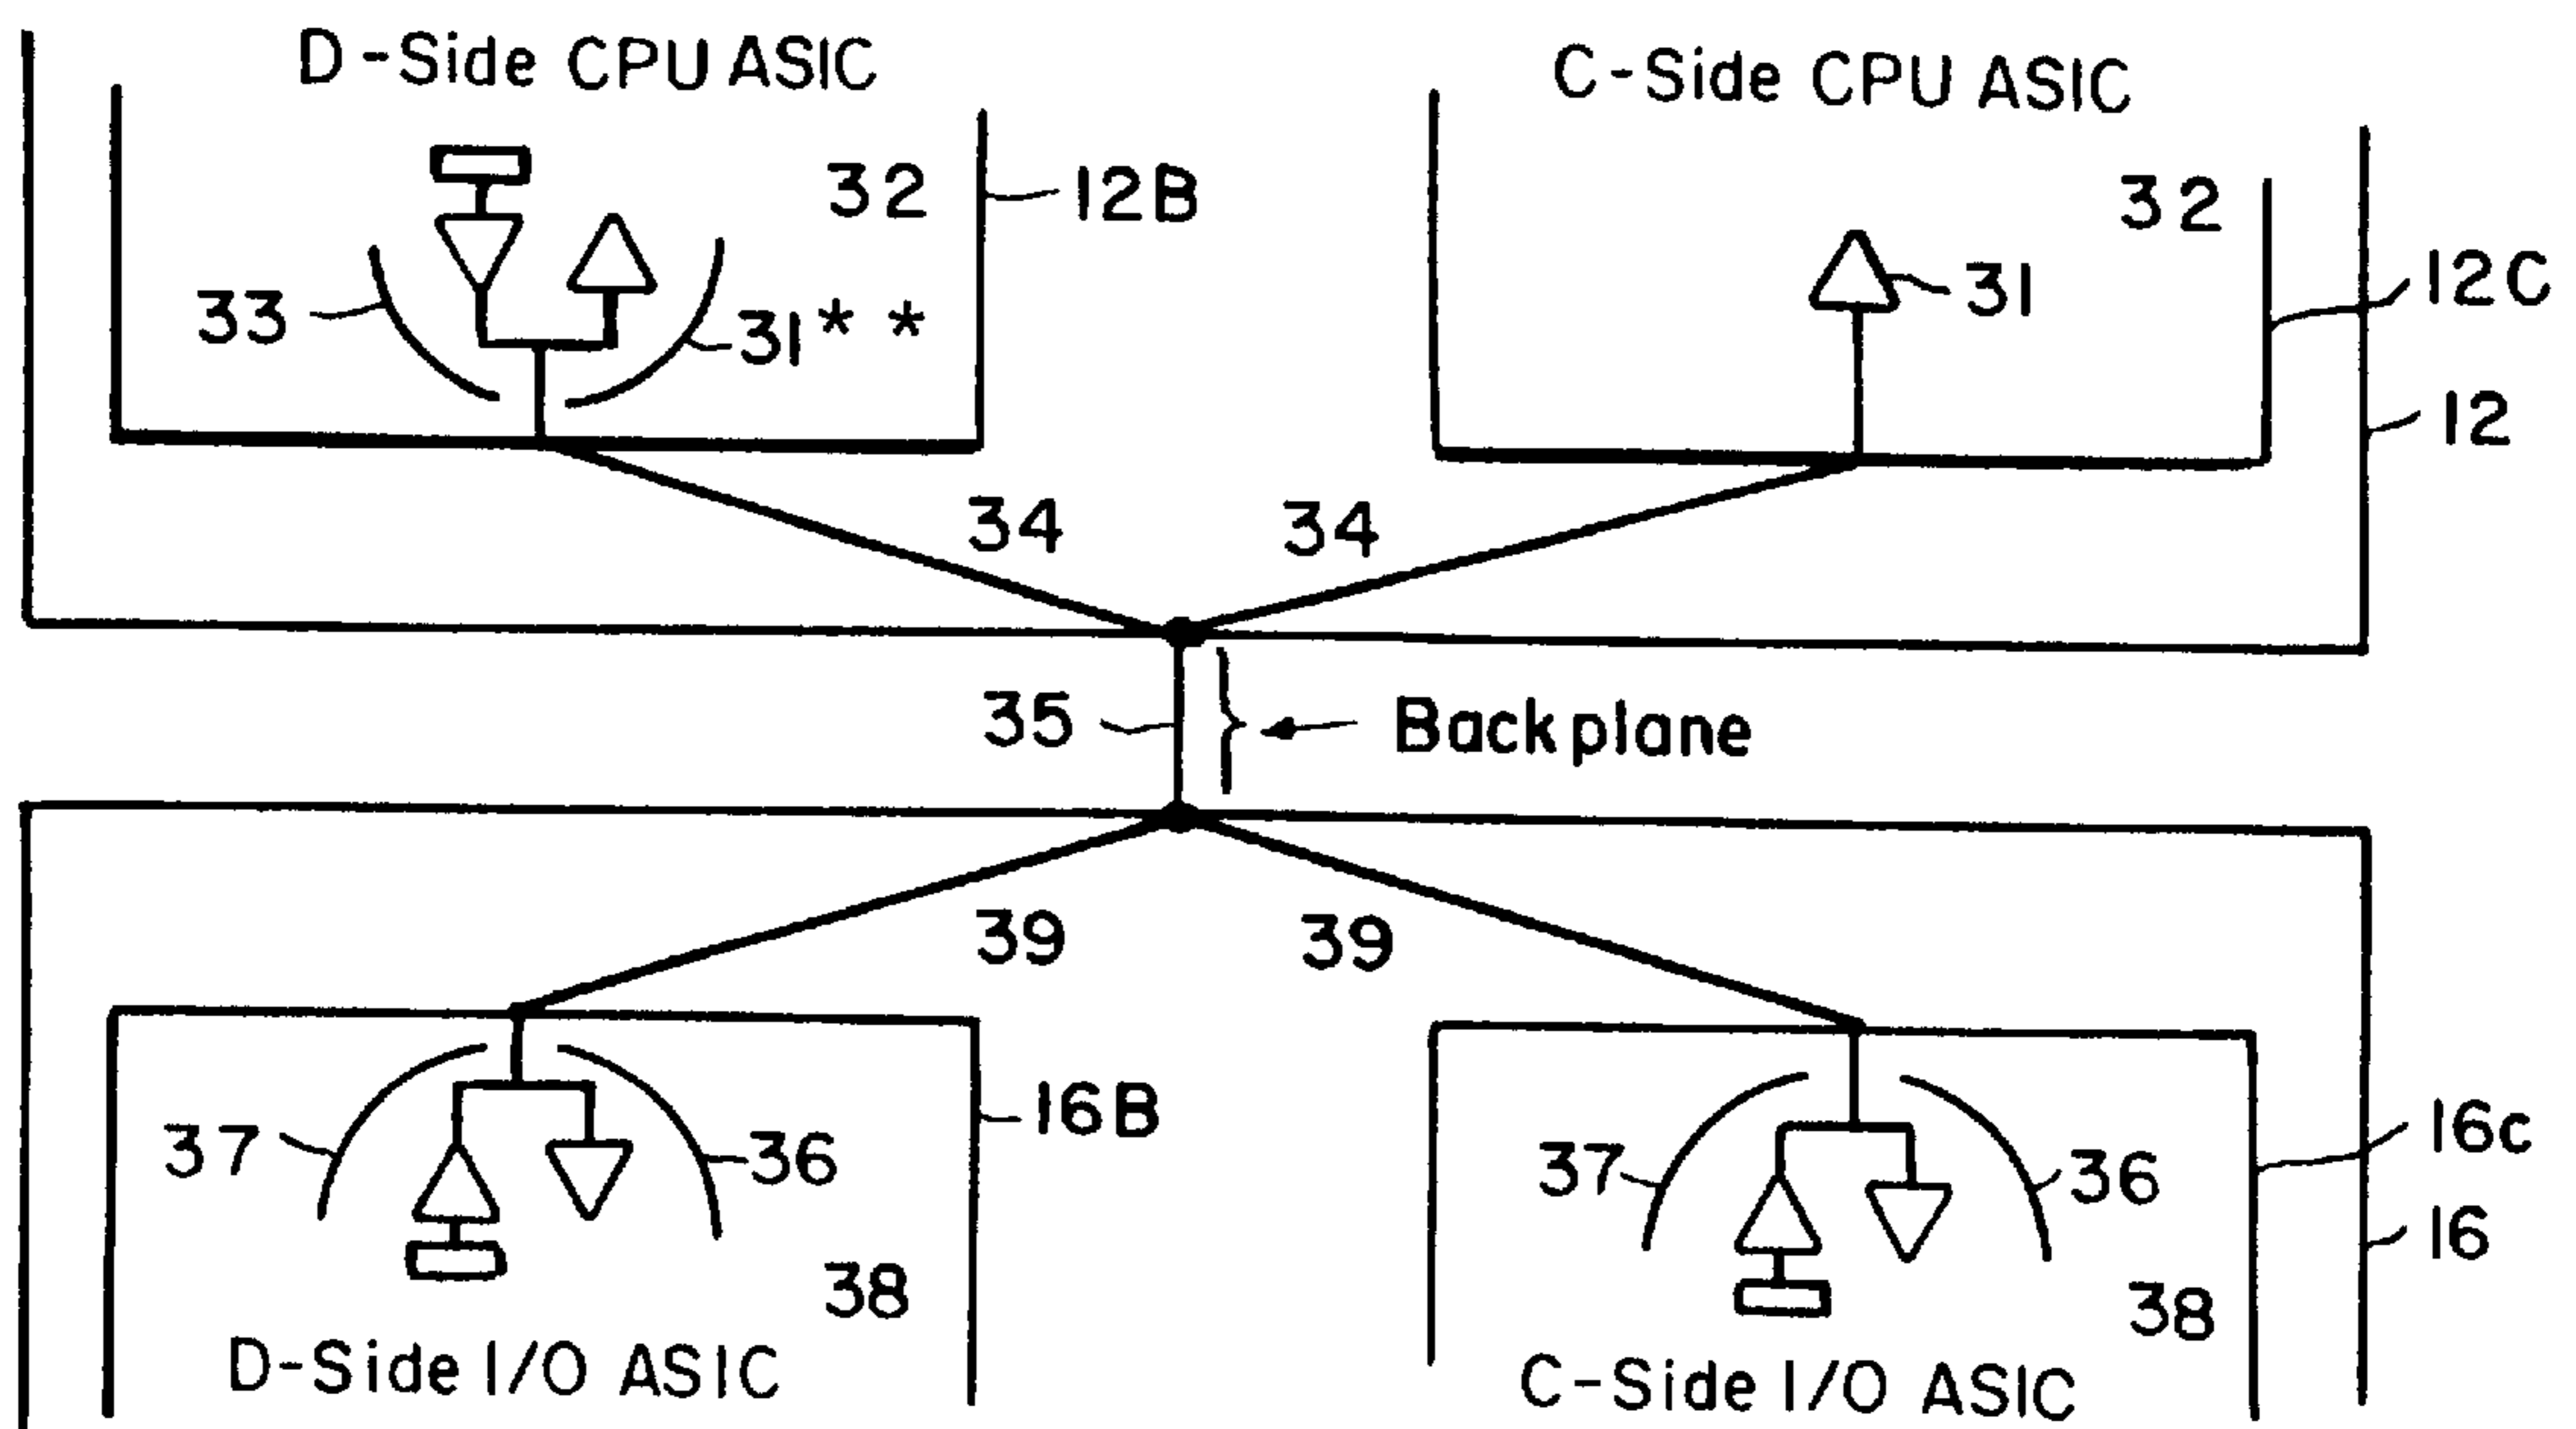 D-Side CPU ASIC
C-Side CPU ASIC
32
12B
32
33
31**
31
12C
12
34
34
35
Backplane
39
39
37
36
16B
37
36
16c
16
38
38
D-Side I/O ASIC
C-Side I/O ASIC